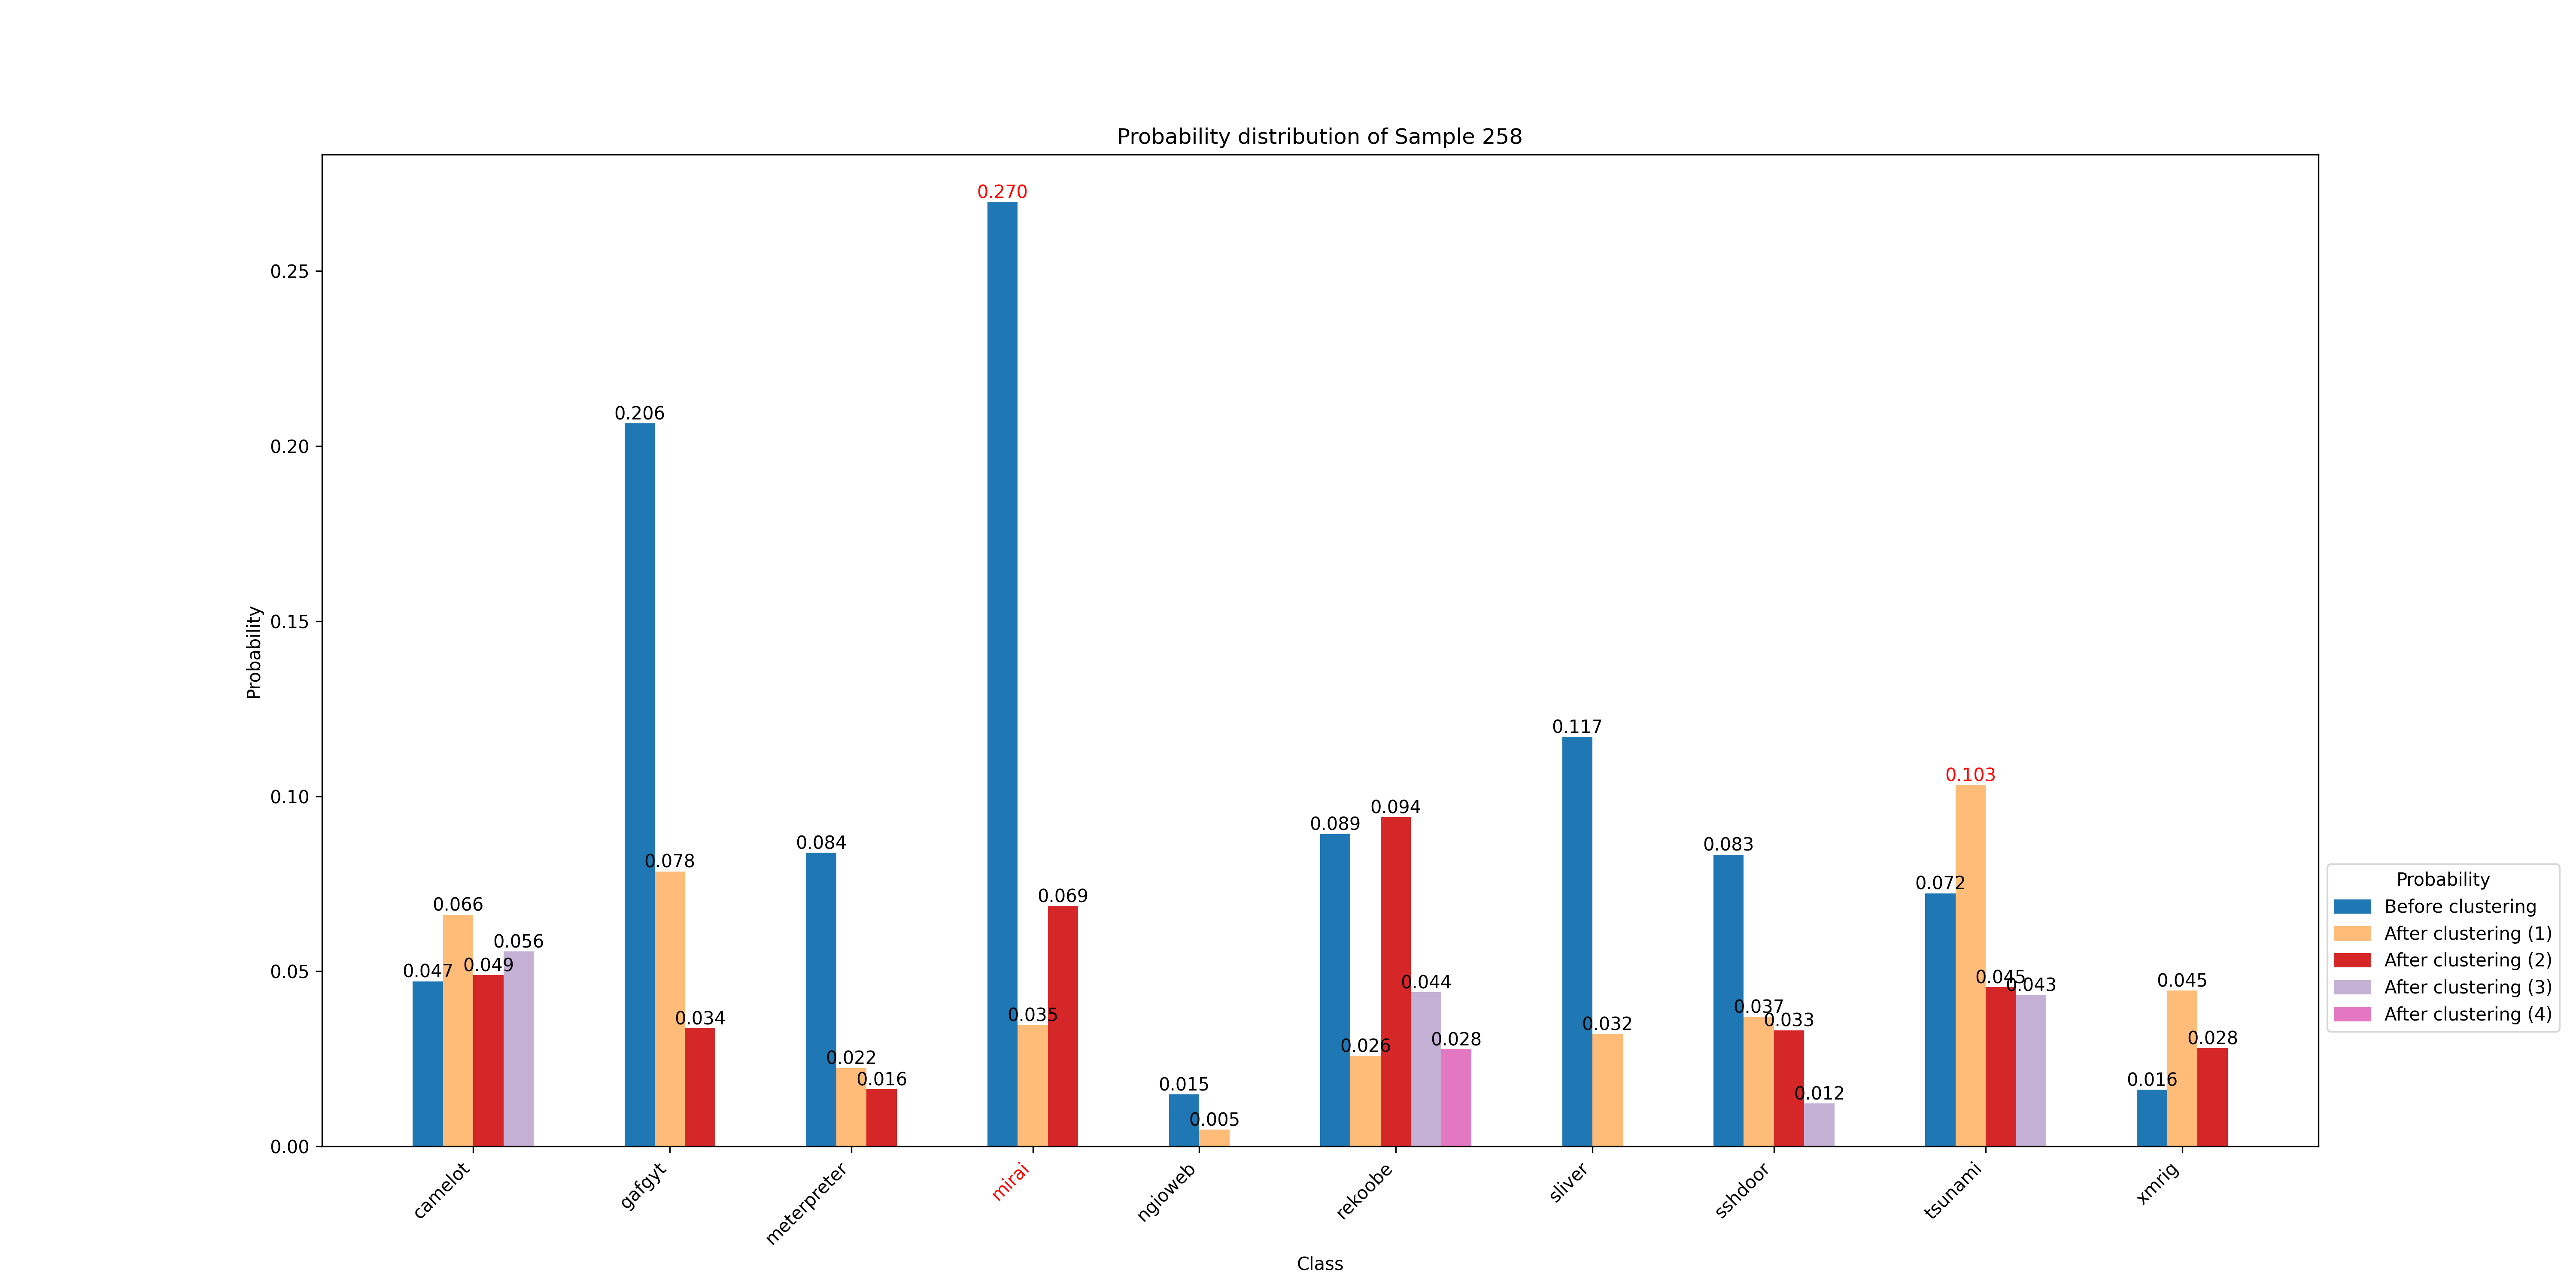 Probability distribution of Sample 258
Probability
0.25
0.20
0.15
0.10
0.05
0.00
0.047
0.066
0.049
0.056
0.206
0.078
0.034
0.084
0.022
0.016
0.270
0.035
0.069
0.015
0.005
0.089
0.026
0.094
0.044
0.028
0.117
0.032
0.083
0.037
0.033
0.012
0.072
0.103
0.045
0.043
0.016
0.045
0.028
camelot
gafgyt
meterpreter
mirai
ngioweb
rekoobe
sliver
sshdoor
tsunami
xmrig
Class
Probability
Before clustering
After clustering (1)
After clustering (2)
After clustering (3)
After clustering (4)